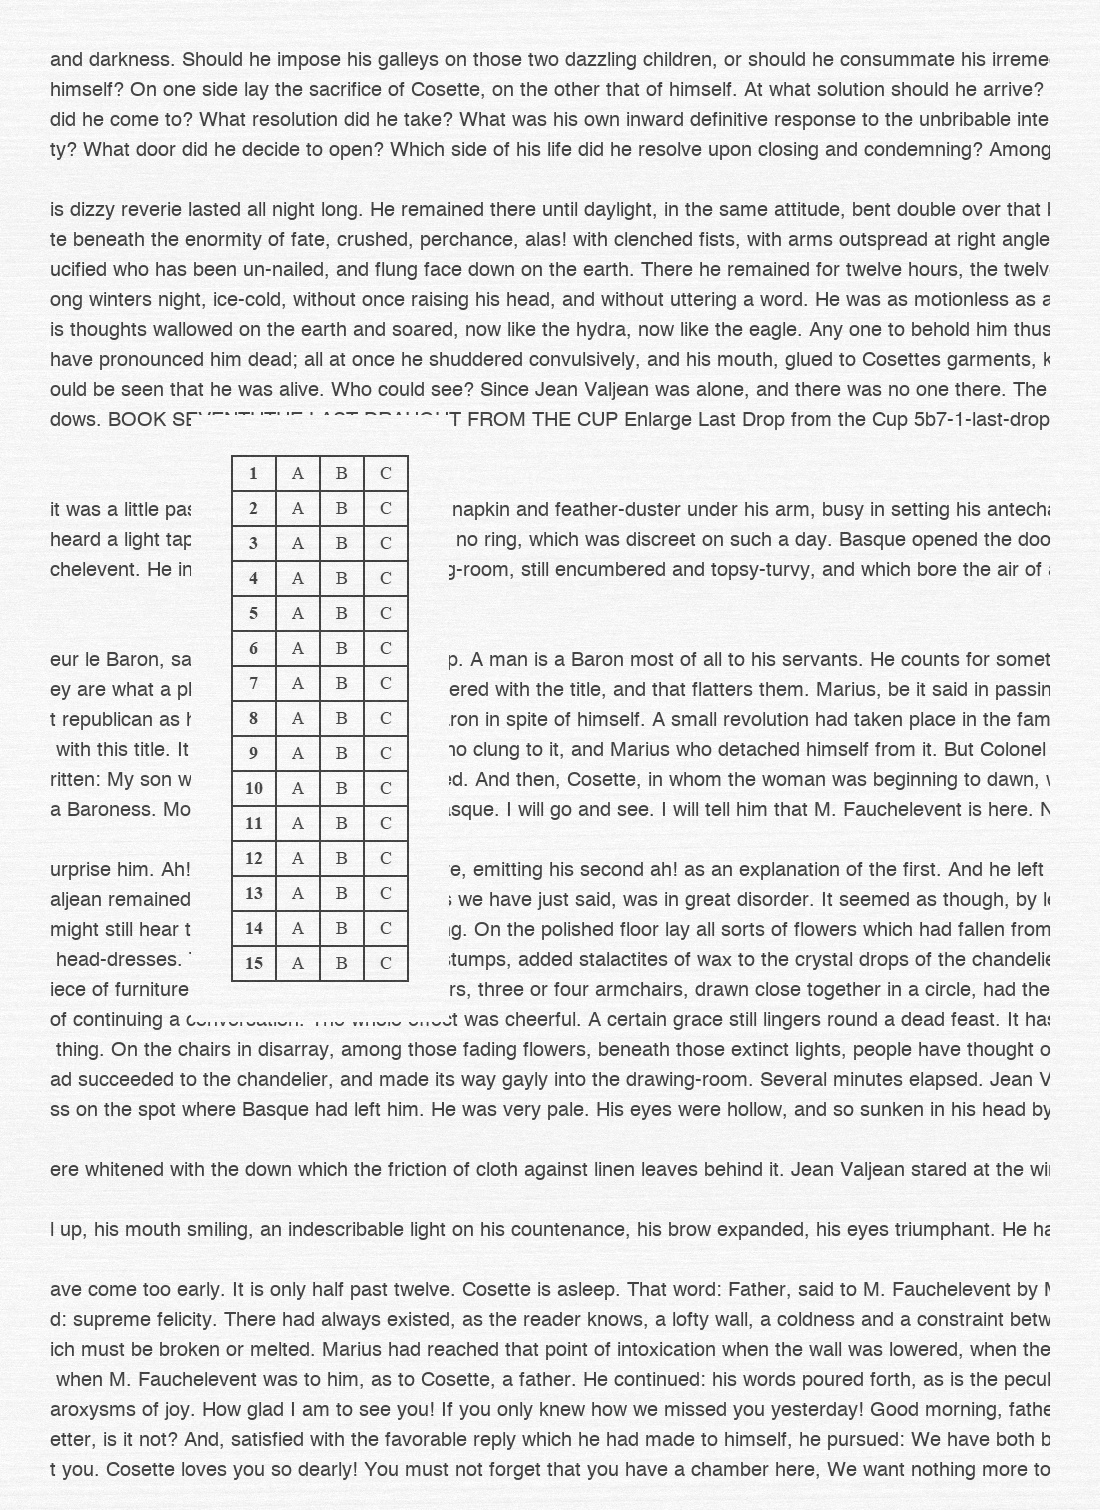 and darkness. Should he impose his galleys on those two dazzling children, or should he consummate his irreme
himself? On one side lay the sacrifice of Cosette, on the other that of himself. At what solution should he arrive?
did he come to? What resolution did he take? What was his own inward definitive response to the unbribable inte
ty? What door did he decide to open? Which side of his life did he resolve upon closing and condemning? Among
is dizzy reverie lasted all night long. He remained there until daylight, in the same attitude, bent double over that
te beneath the enormity of fate, crushed, perchance, alas! with clenched fists, with arms outspread at right angle
ucified who has been un-nailed, and flung face down on the earth. There he remained for twelve hours, the twelv
ong winters night, ice-cold, without once raising his head, and without uttering a word. He was as motionless as a
is thoughts wallowed on the earth and soared, now like the hydra, now like the eagle. Any one to behold him thus
have pronounced him dead; all at once he shuddered convulsively, and his mouth, glued to Cosettes garments, k
ould be seen that he was alive. Who could see? Since Jean Valjean was alone, and there was no one there. The
dows. BOOK FROM THE CUP Enlarge Last Drop from the Cup 5b7-1-last-drop
1 A B C
2 A B C
3 A B C
4 A B C
5 A B C
6 A B C
7 A B C
8 A B C
9 A B C
10 A B C
11 A B C
12 A B C
13 A B C
14 A B C
15 A B C
it was a little pas napkin and feather-duster under his arm, busy in setting his antecha
heard a light tap no ring, which was discreet on such a day. Basque opened the doo
chelevent. He in g-room, still encumbered and topsy-turvy, and which bore the air of
eur le Baron, sa p. A man is a Baron most of all to his servants. He counts for somet
ey are what a pl ered with the title, and that flatters them. Marius, be it said in passin
t republican as ron in spite of himself. A small revolution had taken place in the fam
with this title. It ho clung to it, and Marius who detached himself from it. But Colonel
ritten: My son w ed. And then, Cosette, in whom the woman was beginning to dawn,
a Baroness. Mo sque. I will go and see. I will tell him that M. Fauchelevent is here. N
urprise him. Ah! re, emitting his second ah! as an explanation of the first. And he left
aljean remained s we have just said, was in great disorder. It seemed as though, by le
might still hear t ng. On the polished floor lay all sorts of flowers which had fallen from
head-dresses. stumps, added stalactites of wax to the crystal drops of the chandelie
iece of furniture rs, three or four armchairs, drawn close together in a circle, had the
of continuing a conversation. The whole effect was cheerful. A certain grace still lingers round a dead feast. It has
thing. On the chairs in disarray, among those fading flowers, beneath those extinct lights, people have thought o
ad succeeded to the chandelier, and made its way gayly into the drawing-room. Several minutes elapsed. Jean V
ss on the spot where Basque had left him. He was very pale. His eyes were hollow, and so sunken in his head by
ere whitened with the down which the friction of cloth against linen leaves behind it. Jean Valjean stared at the wi
l up, his mouth smiling, an indescribable light on his countenance, his brow expanded, his eyes triumphant. He ha
ave come too early. It is only half past twelve. Cosette is asleep. That word: Father, said to M. Fauchelevent by M
d: supreme felicity. There had always existed, as the reader knows, a lofty wall, a coldness and a constraint betw
ich must be broken or melted. Marius had reached that point of intoxication when the wall was lowered, when the
when M. Fauchelevent was to him, as to Cosette, a father. He continued: his words poured forth, as is the pecul
aroxysms of joy. How glad I am to see you! If you only knew how we missed you yesterday! Good morning, fathe
etter, is it not? And, satisfied with the favorable reply which he had made to himself, he pursued: We have both b
t you. Cosette loves you so dearly! You must not forget that you have a chamber here, We want nothing more to